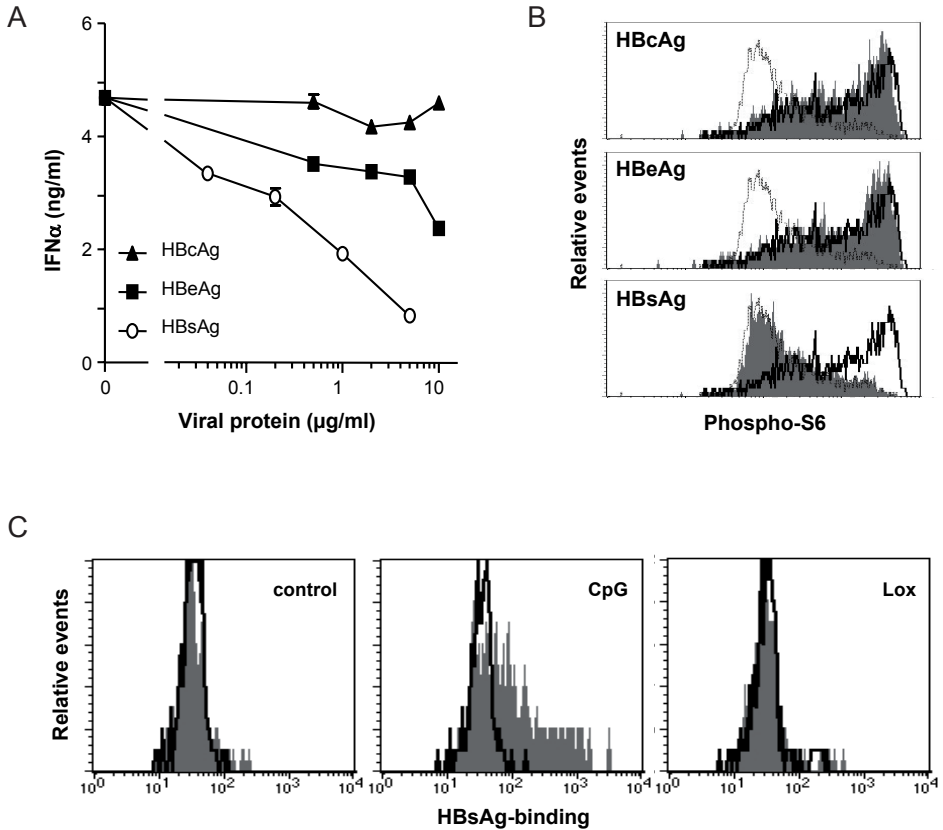 A
6
4
2
0
IFNα (ng/ml)
HBcAg
HBeAg
HBsAg
0 0.1 1 10
Viral protein (µg/ml)
B
HBcAg
HBeAg
HBsAg
Relative events
Phospho-S6
C
Relative events
control
CpG
Lox
10⁰ 10¹ 10² 10³ 10⁴
10⁰ 10¹ 10² 10³ 10⁴
10⁰ 10¹ 10² 10³ 10⁴
HBsAg-binding